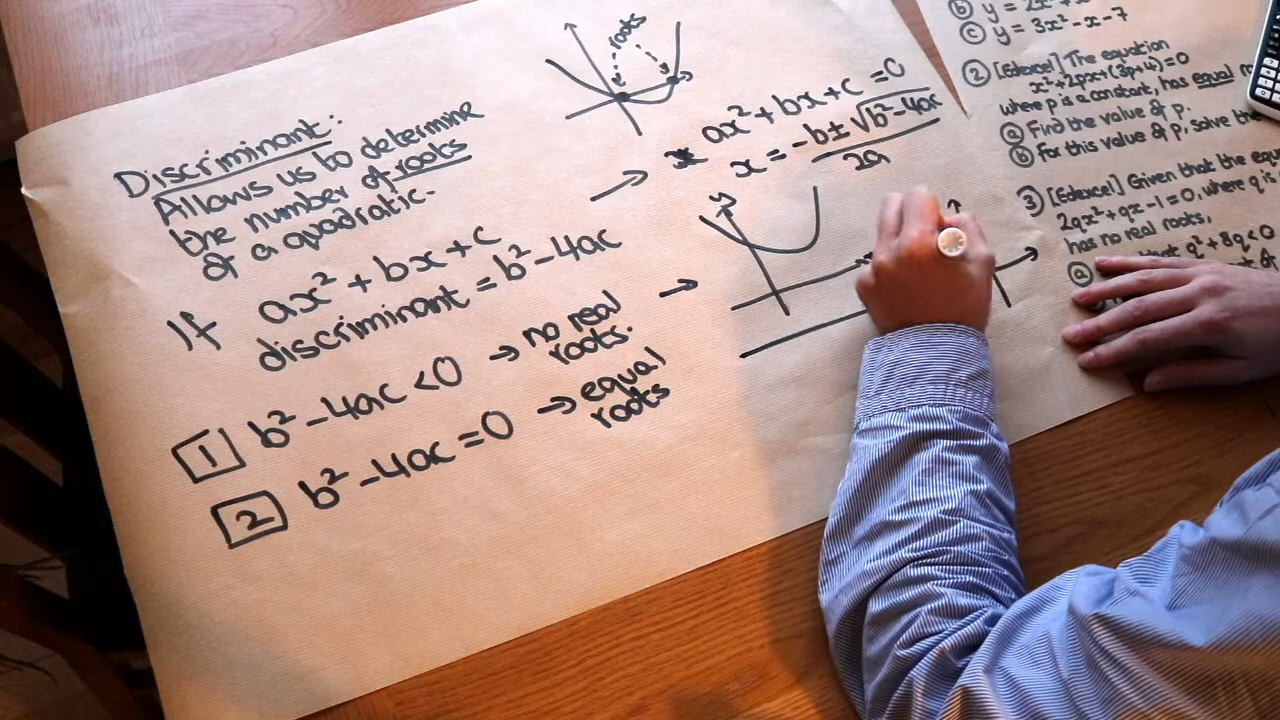 Discriminant:
Allows us to determine
the number of roots
of a quadratic.
If ax² + bx + c
discriminant = b² - 4ac
1 b² - 4ac < 0 → no real
roots.
2 b² - 4ac = 0 → equal
roots
roots
→ ax² + bx + c = 0
x = -b ± √b² - 4ac
2a
→
y
b y =
c y = 3x² - x - 7
2 [Edexcel] The equation
x² + 2px + (3p+4) = 0
where p is a constant, has equal
a Find the value of p.
b For this value of p, solve the
3 [Edexcel] Given that the
2qx² + qx - 1 = 0, where q is
has no real roots,
a that q² + 8q < 0